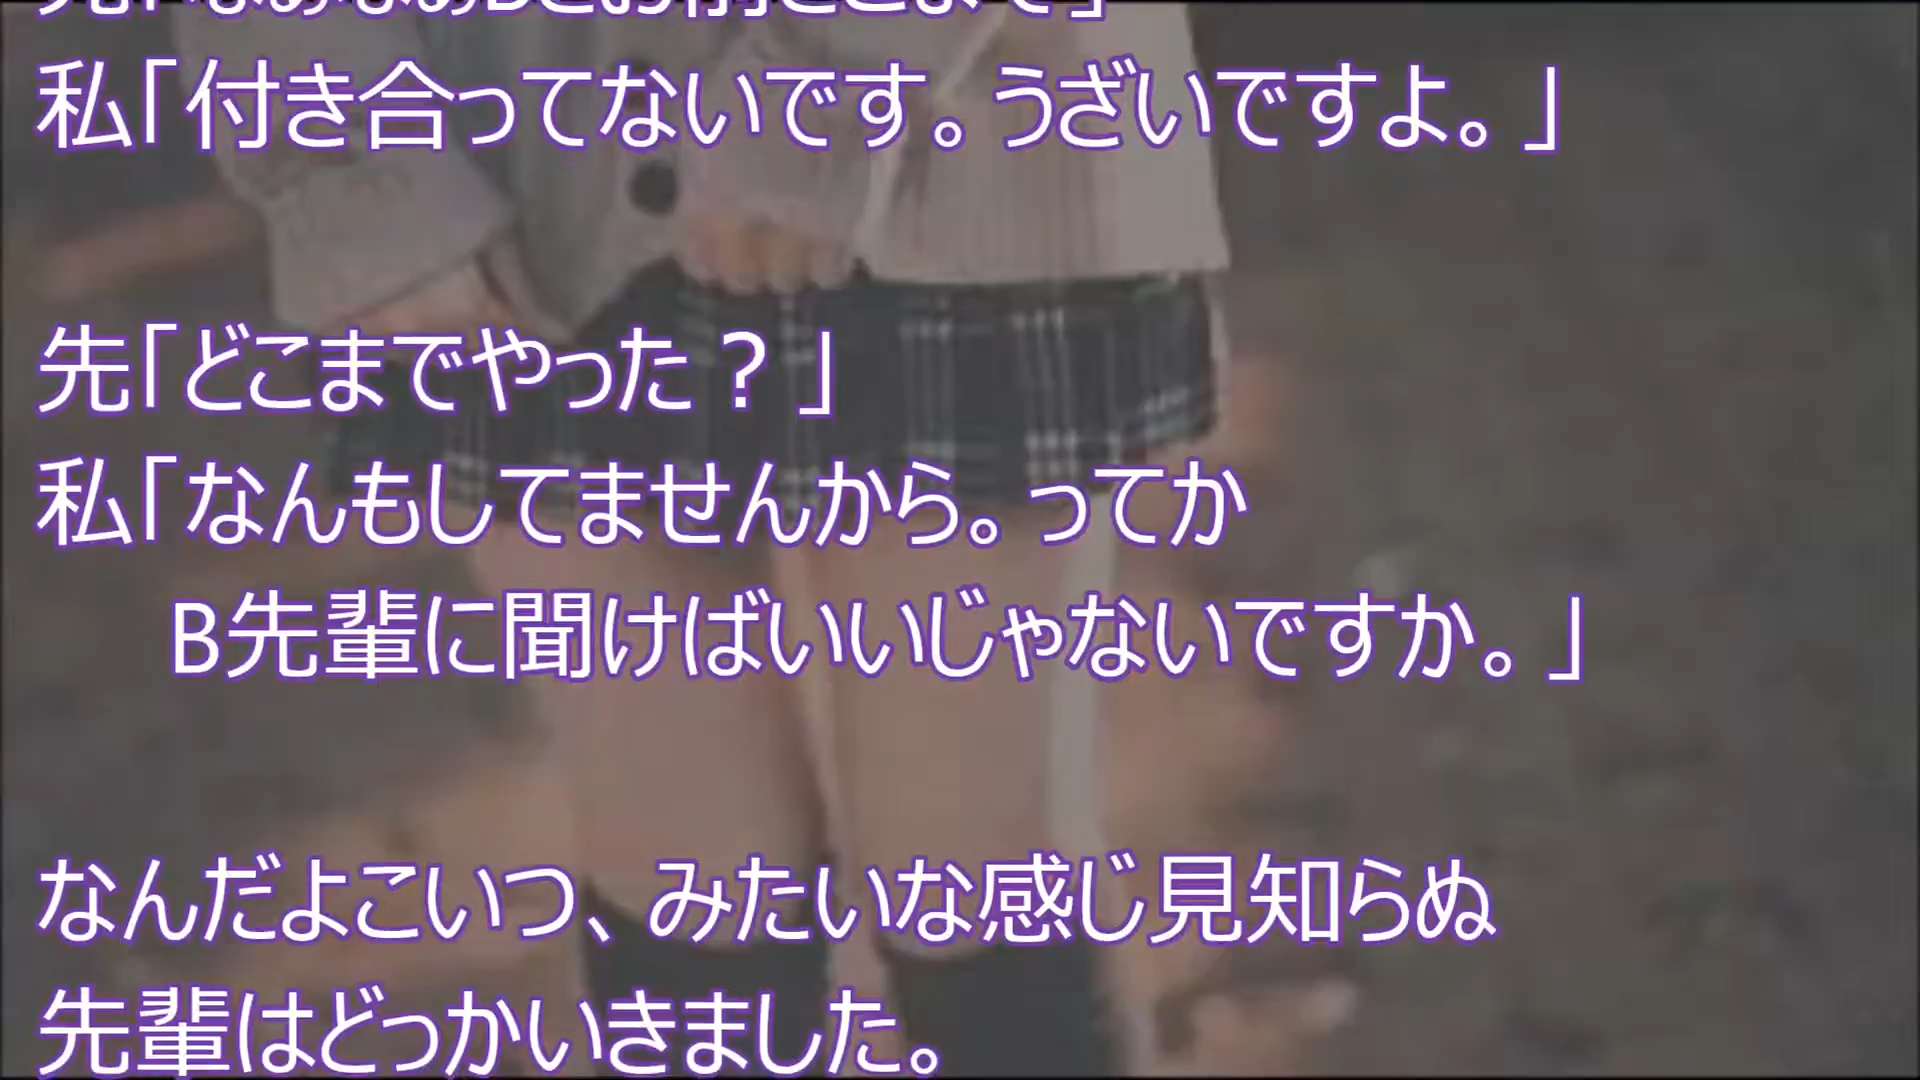 私「付き合ってないです。うざいですよ。」
先「どこまでやった？」
私「なんもしてませんから。ってか
B先輩に聞けばいいじゃないですか。」
なんだよこいつ、みたいな感じ見知らぬ
先輩はどっかいきました。